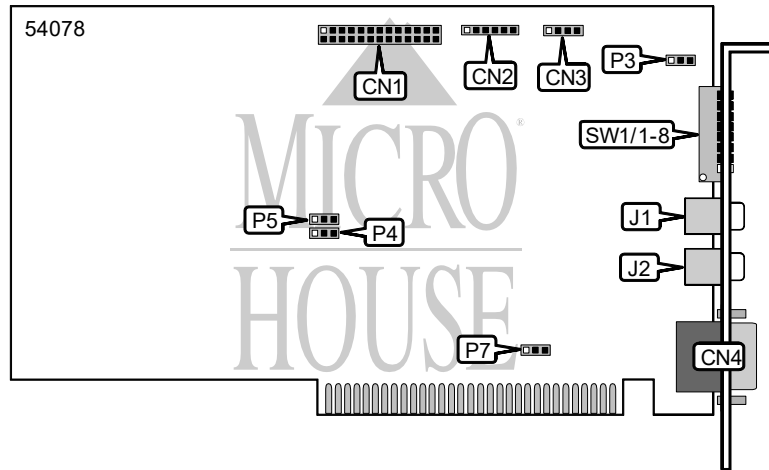 54078
CN1
CN2
CN3
P3
SW1/1-8
MICRO
®
P5
P4
J1
J2
HOUSE
P7
CN4